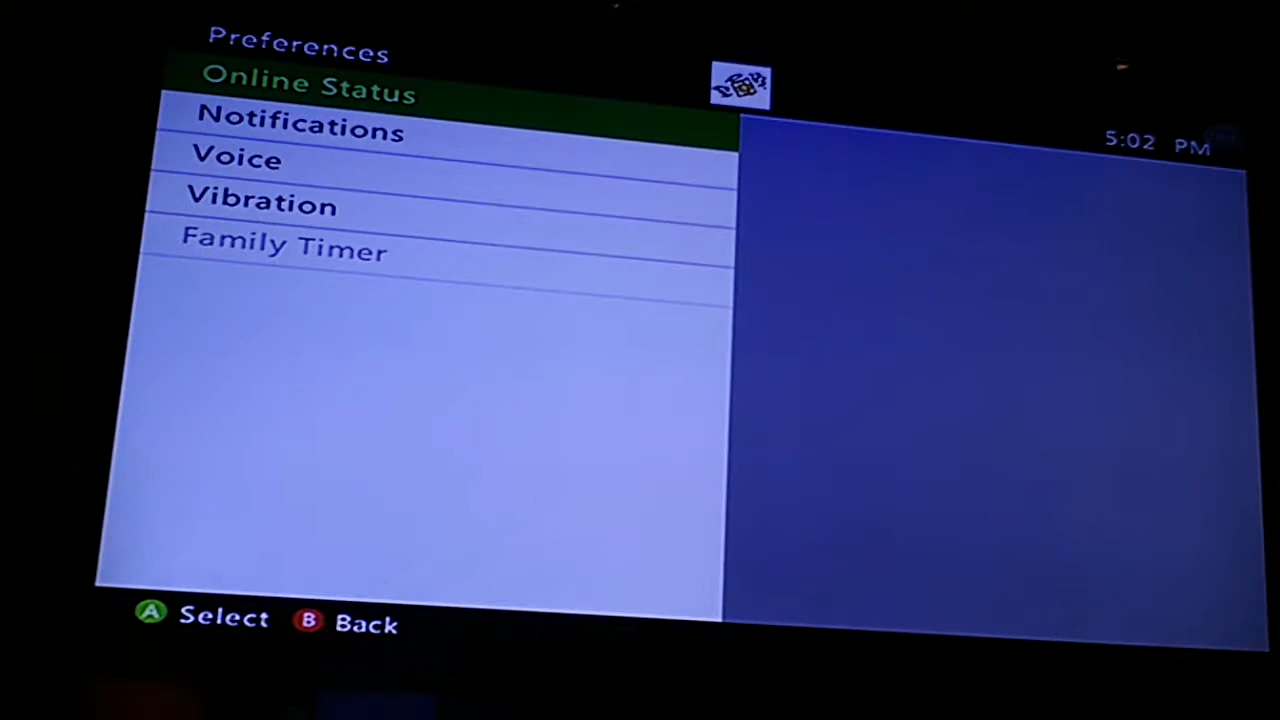 Preferences
Online Status
Notifications
Voice
Vibration
Family Timer
5:02 PM
A Select B Back